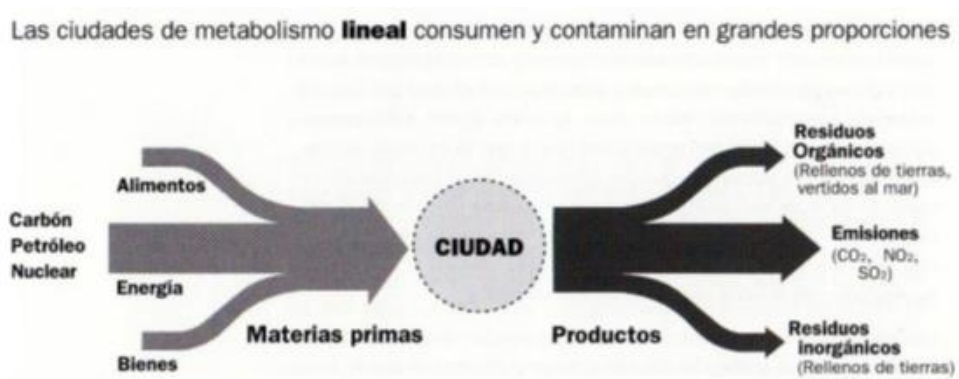 Las ciudades de metabolismo lineal consumen y contaminan en grandes proporciones
Alimentos
Carbón
Petróleo
Nuclear
Energía
Bienes
Materias primas
CIUDAD
Productos
Residuos
Orgánicos
(Rellenos de tierras,
vertidos al mar)
Emisiones
(CO₂, NO₂,
SO₂)
Residuos
inorgánicos
(Rellenos de tierras)